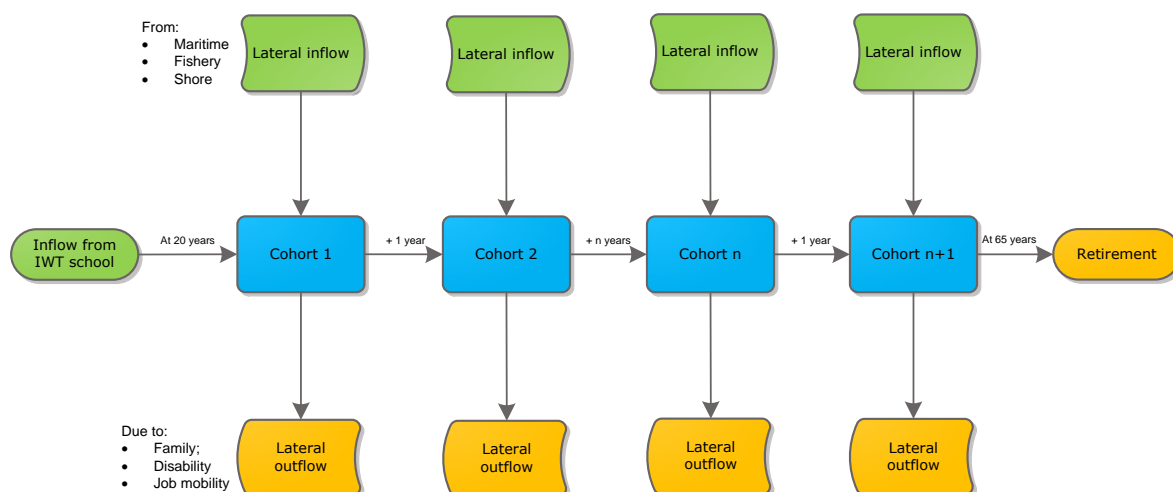 From:
• Maritime
• Fishery
• Shore
Lateral inflow
Lateral inflow
Lateral inflow
Lateral inflow
Inflow from
IWT school
At 20 years
Cohort 1
+ 1 year
Cohort 2
+ n years
Cohort n
+ 1 year
Cohort n+1
At 65 years
Retirement
Due to:
• Family;
• Disability
• Job mobility
Lateral
outflow
Lateral
outflow
Lateral
outflow
Lateral
outflow